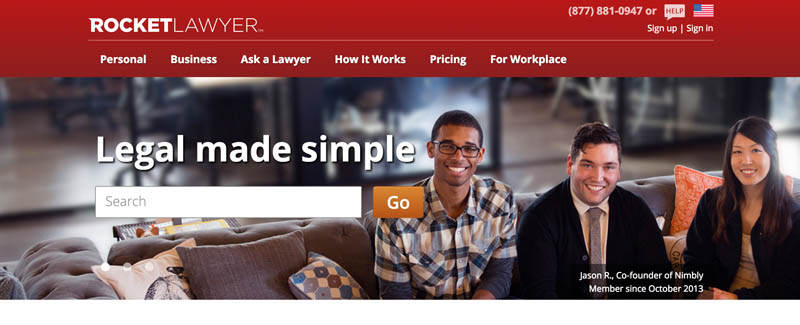 (877) 881-0947 or HELP
ROCKETLAWYER
Sign up | Sign in
Personal Business Ask a Lawyer How It Works Pricing For Workplace
Legal made simple
Search Go
Jason R., Co-founder of Nimbly
Member since October 2013